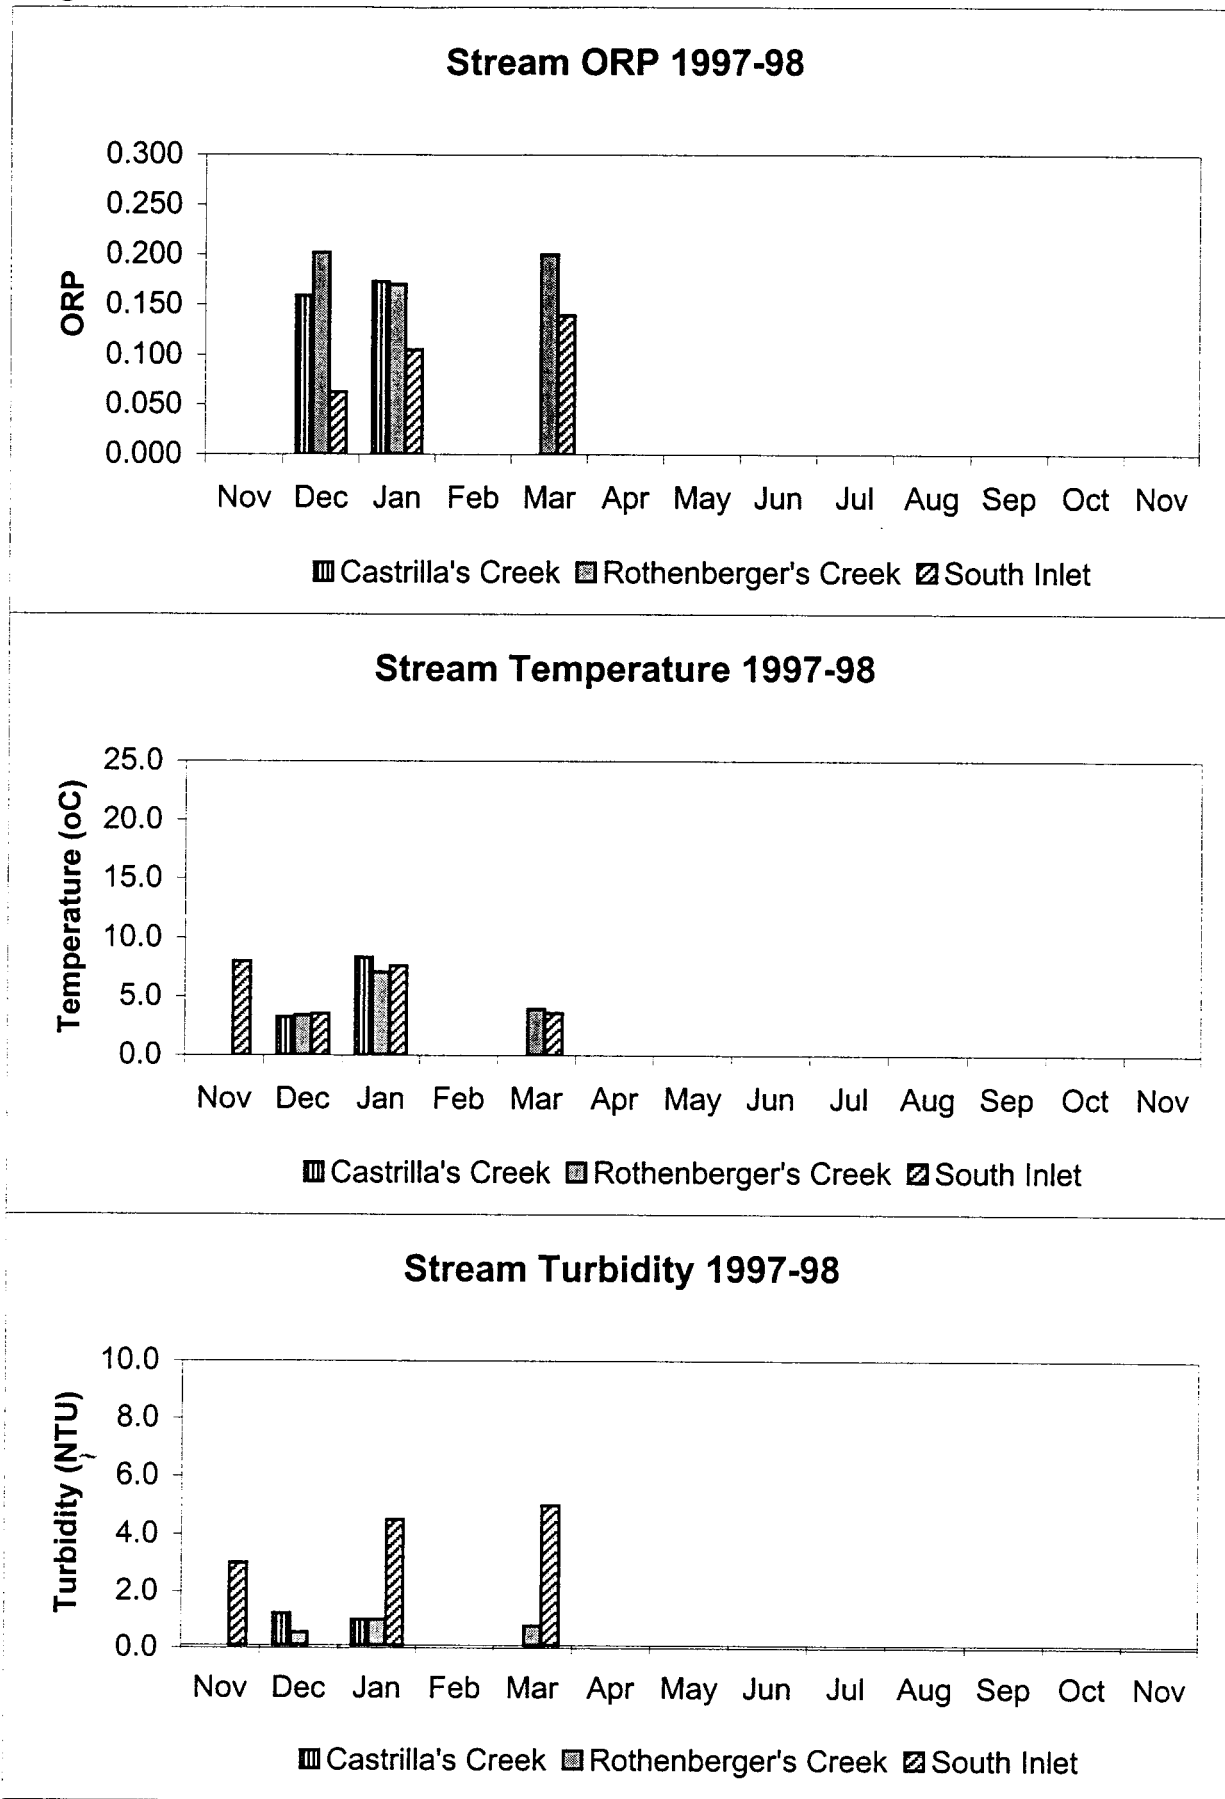 Stream ORP 1997-98
0.300
0.250
0.200
0.150
0.100
0.050
0.000
ORP
Nov Dec Jan Feb Mar Apr May Jun Jul Aug Sep Oct Nov
Castrilla's Creek Rothenberger's Creek South Inlet
Stream Temperature 1997-98
25.0
20.0
15.0
10.0
5.0
0.0
Temperature (oC)
Nov Dec Jan Feb Mar Apr May Jun Jul Aug Sep Oct Nov
Castrilla's Creek Rothenberger's Creek South Inlet
Stream Turbidity 1997-98
10.0
8.0
6.0
4.0
2.0
0.0
Turbidity (NTU)
Nov Dec Jan Feb Mar Apr May Jun Jul Aug Sep Oct Nov
Castrilla's Creek Rothenberger's Creek South Inlet